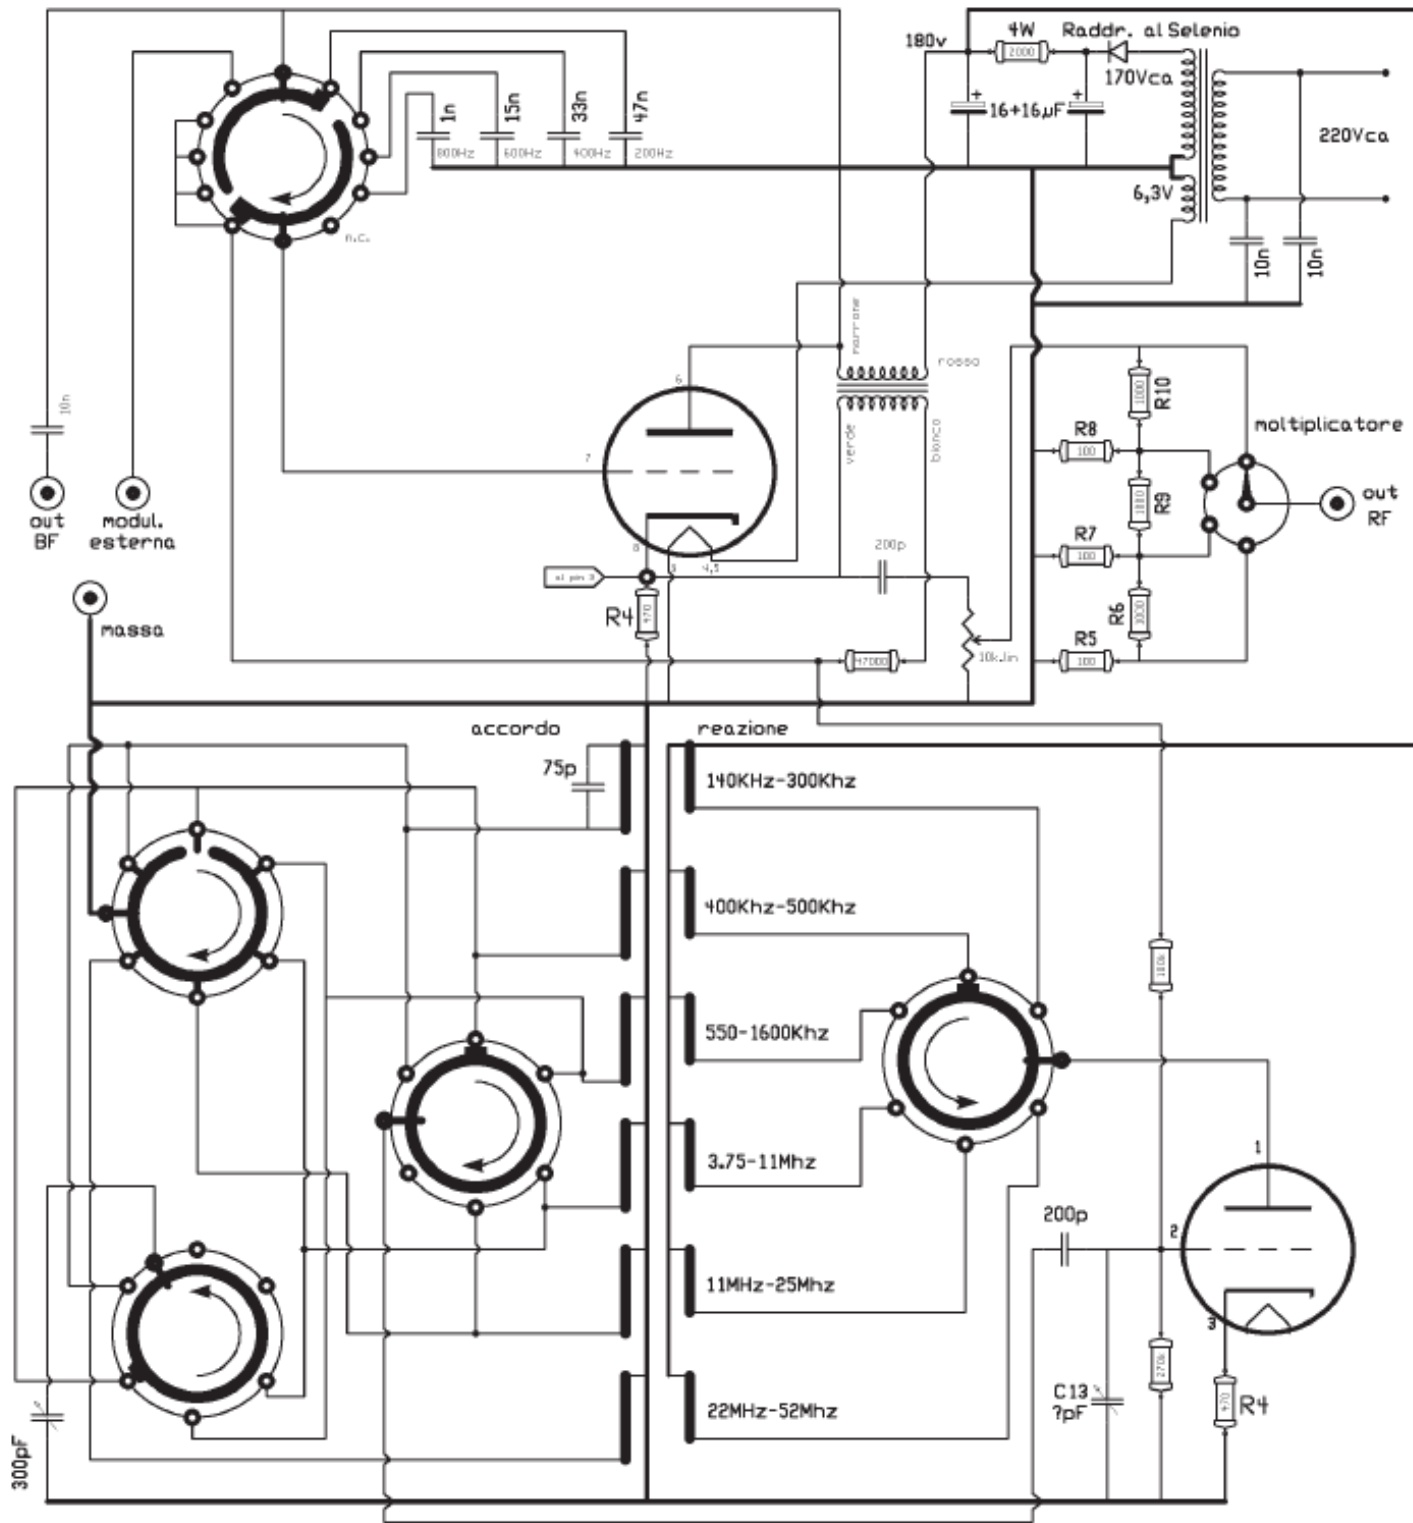 180v
4W
2000
Raddr. al Selenio
170Vca
16+16µF
+
+
220Vca
6,3V
10n
10n
1n
15n
33n
47n
800Hz
600Hz
400Hz
200Hz
n.c.
marrone
rosso
verde
bianco
10n
out
BF
modul.
esterna
massa
6
7
8
4,5
al pin 3
R4
470
200p
47000
10k.lin
R10
1000
R8
100
R9
R7
100
R6
1000
R5
100
moltiplicatore
out
RF
accordo
reazione
75p
140KHz-300Khz
400Khz-500Khz
550-1600Khz
3.75-11Mhz
11MHz-25Mhz
22MHz-52Mhz
200p
1
2
3
C13
?pF
270k
470
R4
300pF